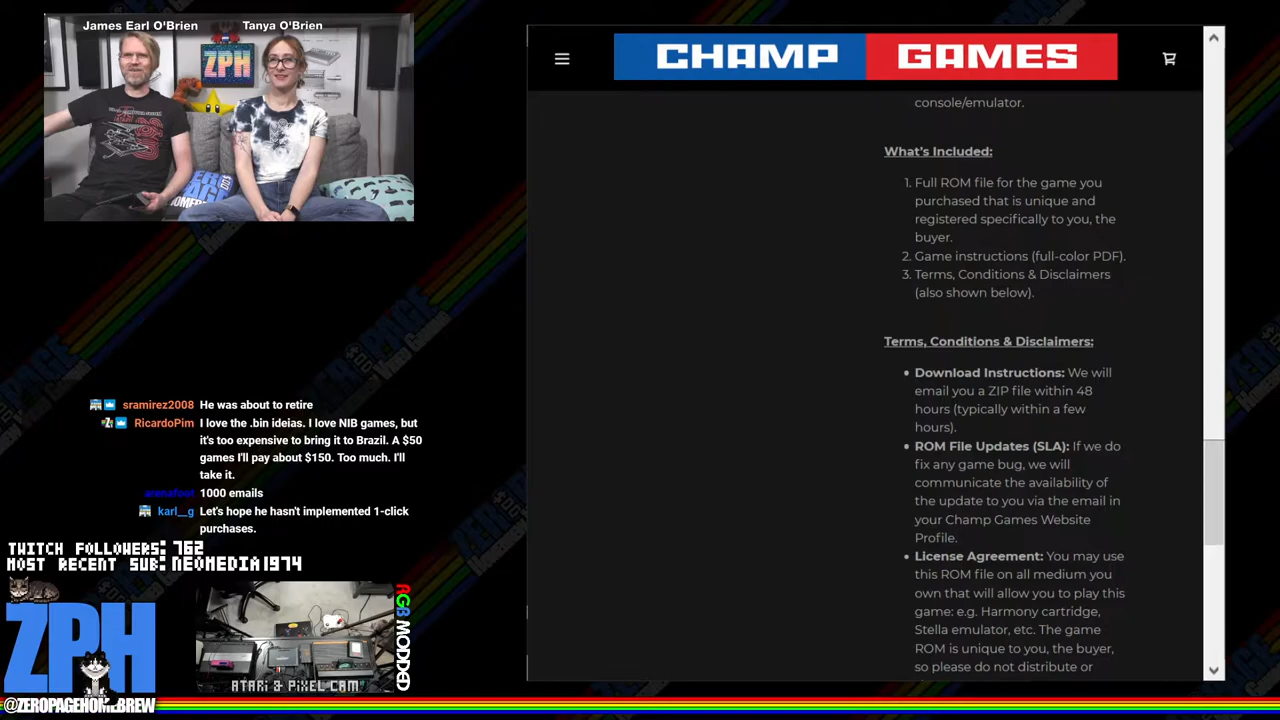 James Earl O'Brien
Tanya O'Brien
ZPH
CHAMP GAMES
console/emulator.
What's Included:
1. Full ROM file for the game you
purchased that is unique and
registered specifically to you, the
buyer.
2. Game instructions (full-color PDF).
3. Terms, Conditions & Disclaimers
(also shown below).
Terms, Conditions & Disclaimers:
• Download Instructions: We will
email you a ZIP file within 48
hours (typically within a few
hours).
• ROM File Updates (SLA): If we do
fix any game bug, we will
communicate the availability of
the update to you via the email in
your Champ Games Website
Profile.
• License Agreement: You may use
this ROM file on all medium you
own that will allow you to play this
game: e.g. Harmony cartridge,
Stella emulator, etc. The game
ROM is unique to you, the buyer,
so please do not distribute or
sramirez2008 He was about to retire
RicardoPim I love the .bin ideias. I love NIB games, but
it's too expensive to bring it to Brazil. A $50
games I'll pay about $150. Too much. I'll
take it.
arenafoot 1000 emails
karl__g Let's hope he hasn't implemented 1-click
purchases.
TWITCH FOLLOWERS: 762
MOST RECENT SUB: NEOMEDIA1974
ZPH
@ZEROPAGEHOMEBREW
RGB MODDED
ATARI & PIXEL CAM